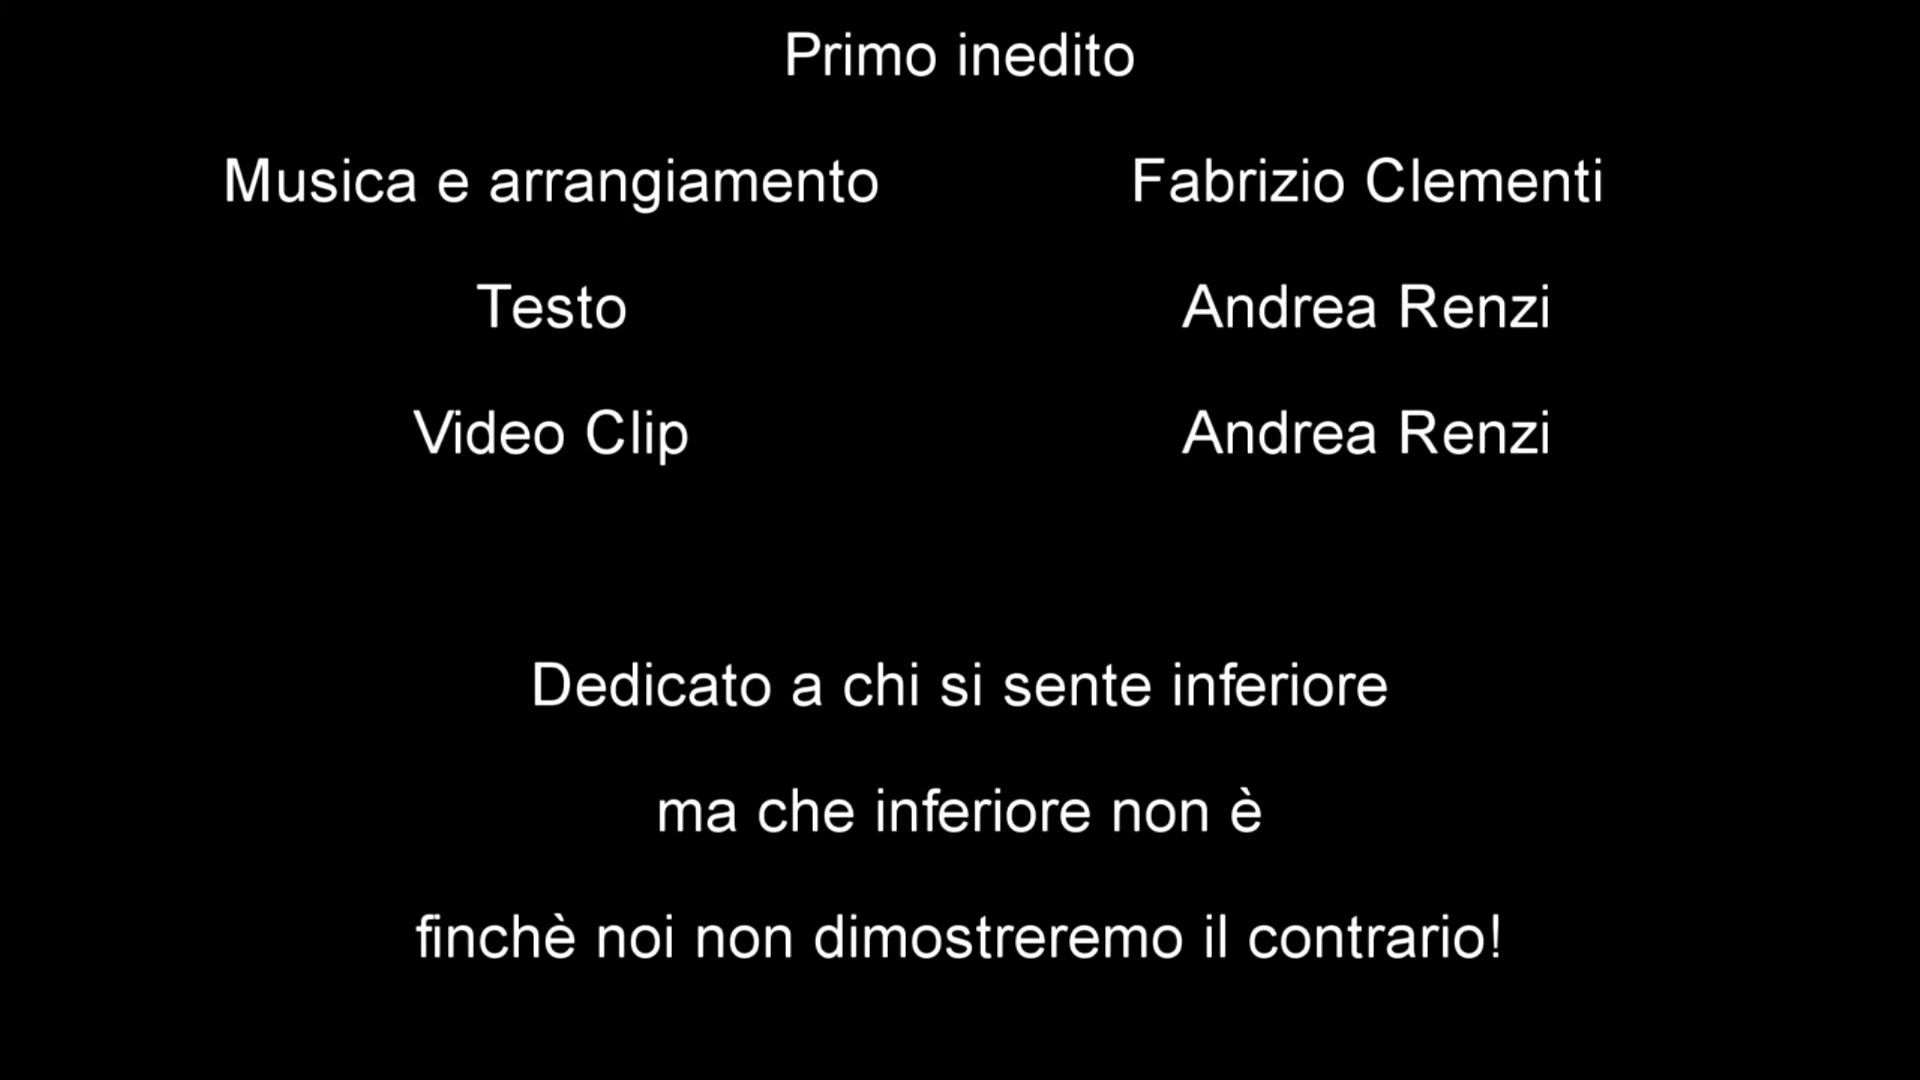 Primo inedito
Musica e arrangiamento Fabrizio Clementi
Testo Andrea Renzi
Video Clip Andrea Renzi
Dedicato a chi si sente inferiore
ma che inferiore non è
finchè noi non dimostreremo il contrario!